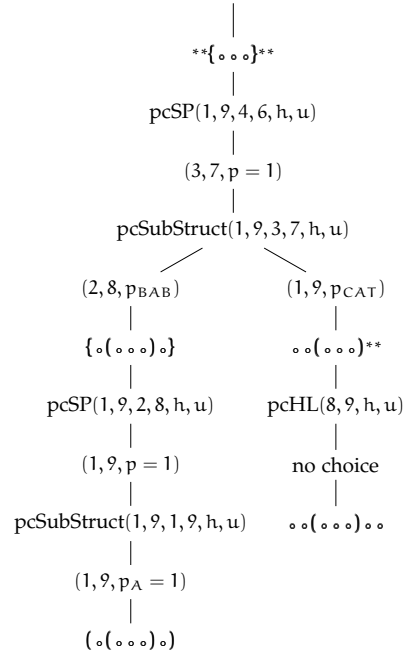 **{∘∘∘}**
pcSP(1, 9, 4, 6, h, u)
(3, 7, p = 1)
pcSubStruct(1, 9, 3, 7, h, u)
(2, 8, p_BAB) (1, 9, p_CAT)
{∘(∘∘∘)∘} ∘∘(∘∘∘)**
pcSP(1, 9, 2, 8, h, u) pcHL(8, 9, h, u)
(1, 9, p = 1) no choice
pcSubStruct(1, 9, 1, 9, h, u) ∘∘(∘∘∘)∘∘
(1, 9, p_A = 1)
(∘(∘∘∘)∘)